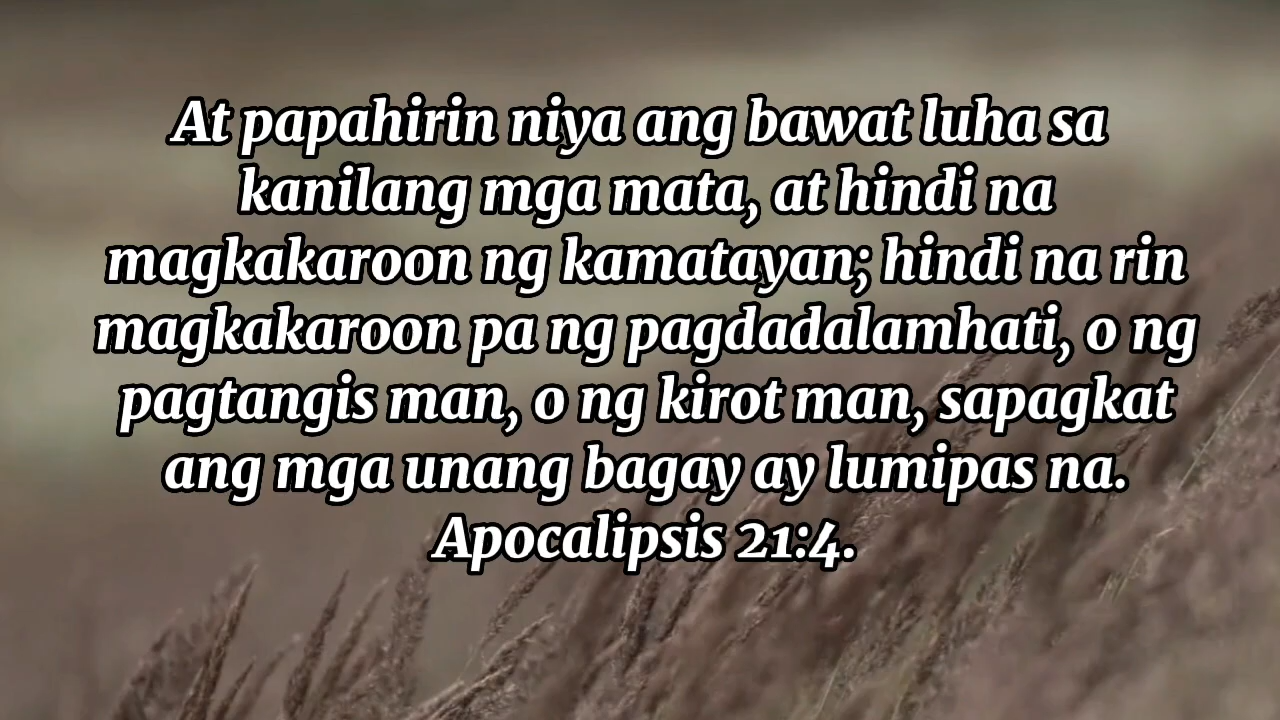 At papahirin niya ang bawat luha sa
kanilang mga mata, at hindi na
magkakaroon ng kamatayan; hindi na rin
magkakaroon pa ng pagdadalamhati, o ng
pagtangis man, o ng kirot man, sapagkat
ang mga unang bagay ay lumipas na.
Apocalipsis 21:4.